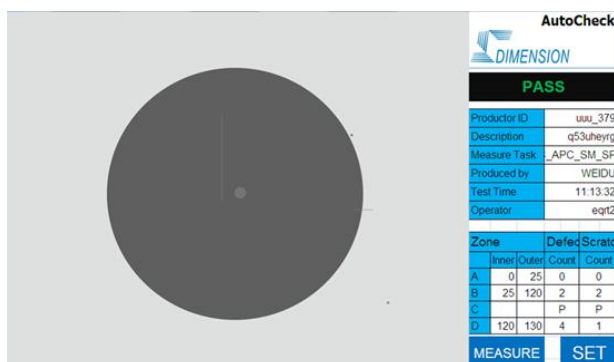 AutoCheck
DIMENSION
PASS
Productor ID uuu_379
Description q53uheyrg
Measure Task _APC_SM_SF
Produced by WEIDU
Test Time 11:13:32
Operator eqrt2
Zone Defec Scratc
Inner Outer Count Count
A 0 25 0 0
B 25 120 2 2
C P P
D 120 130 4 1
MEASURE SET